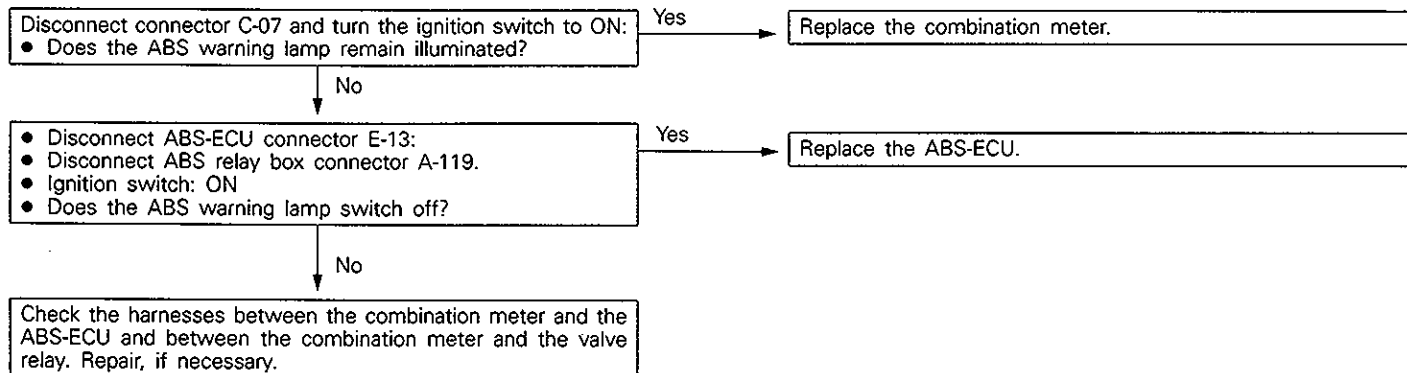 Disconnect connector C-07 and turn the ignition switch to ON:
● Does the ABS warning lamp remain illuminated?
Yes
Replace the combination meter.
No
● Disconnect ABS-ECU connector E-13:
● Disconnect ABS relay box connector A-119.
● Ignition switch: ON
● Does the ABS warning lamp switch off?
Yes
Replace the ABS-ECU.
No
Check the harnesses between the combination meter and the
ABS-ECU and between the combination meter and the valve
relay. Repair, if necessary.